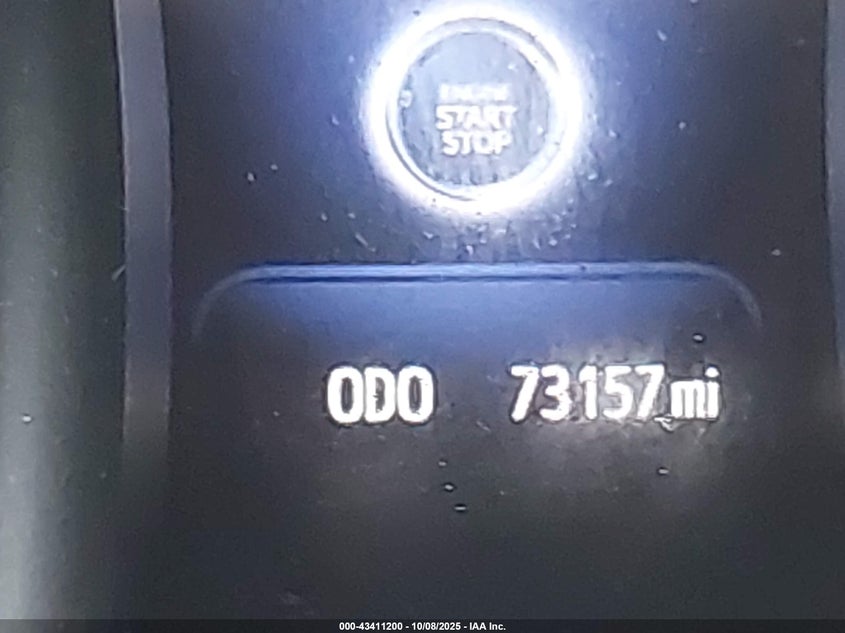 ENGINE
START
STOP
ODO 73157 mi
000-43411200 - 10/08/2025 - IAA Inc.